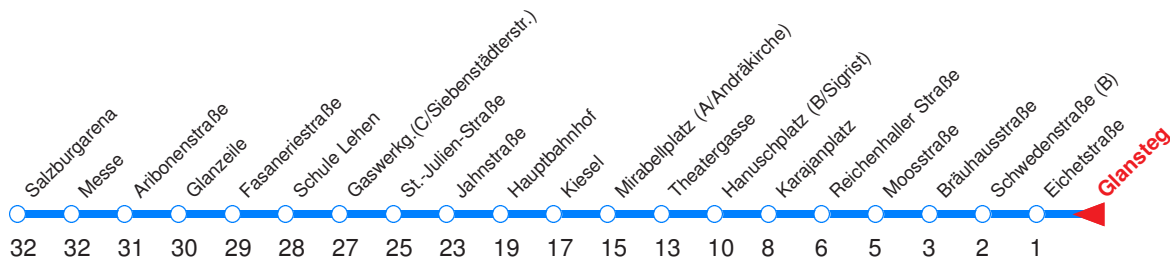 Salzburgarena
Messe
Aribonenstraße
Glanzeile
Fasaneriestraße
Schule Lehen
Gaswerkg.(C/Siebenstädterstr.)
St.-Julien-Straße
Jahnstraße
Hauptbahnhof
Kiesel
Mirabellplatz (A/Andräkirche)
Theatergasse
Hanuschplatz (B/Sigrist)
Karajanplatz
Reichenhaller Straße
Moosstraße
Bräuhausstraße
Schwedenstraße (B)
Eichetstraße
Glansteg
32 32 31 30 29 28 27 25 23 19 17 15 13 10 8 6 5 3 2 1